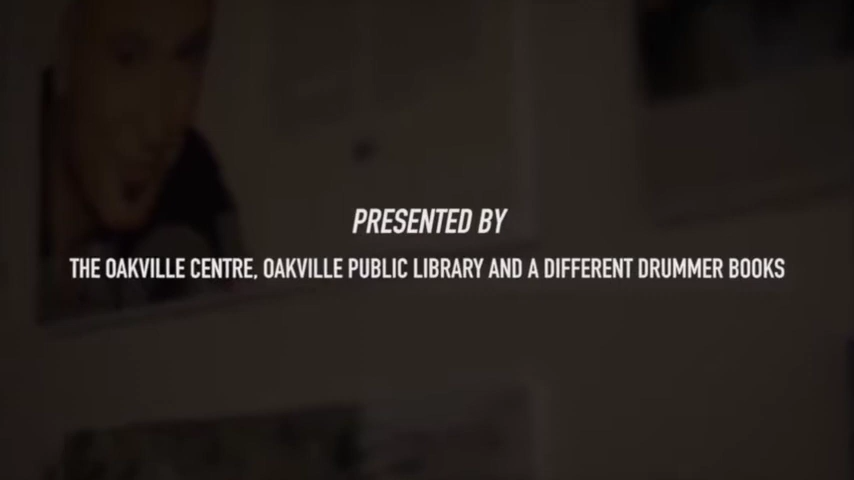 PRESENTED BY
THE OAKVILLE CENTRE, OAKVILLE PUBLIC LIBRARY AND A DIFFERENT DRUMMER BOOKS